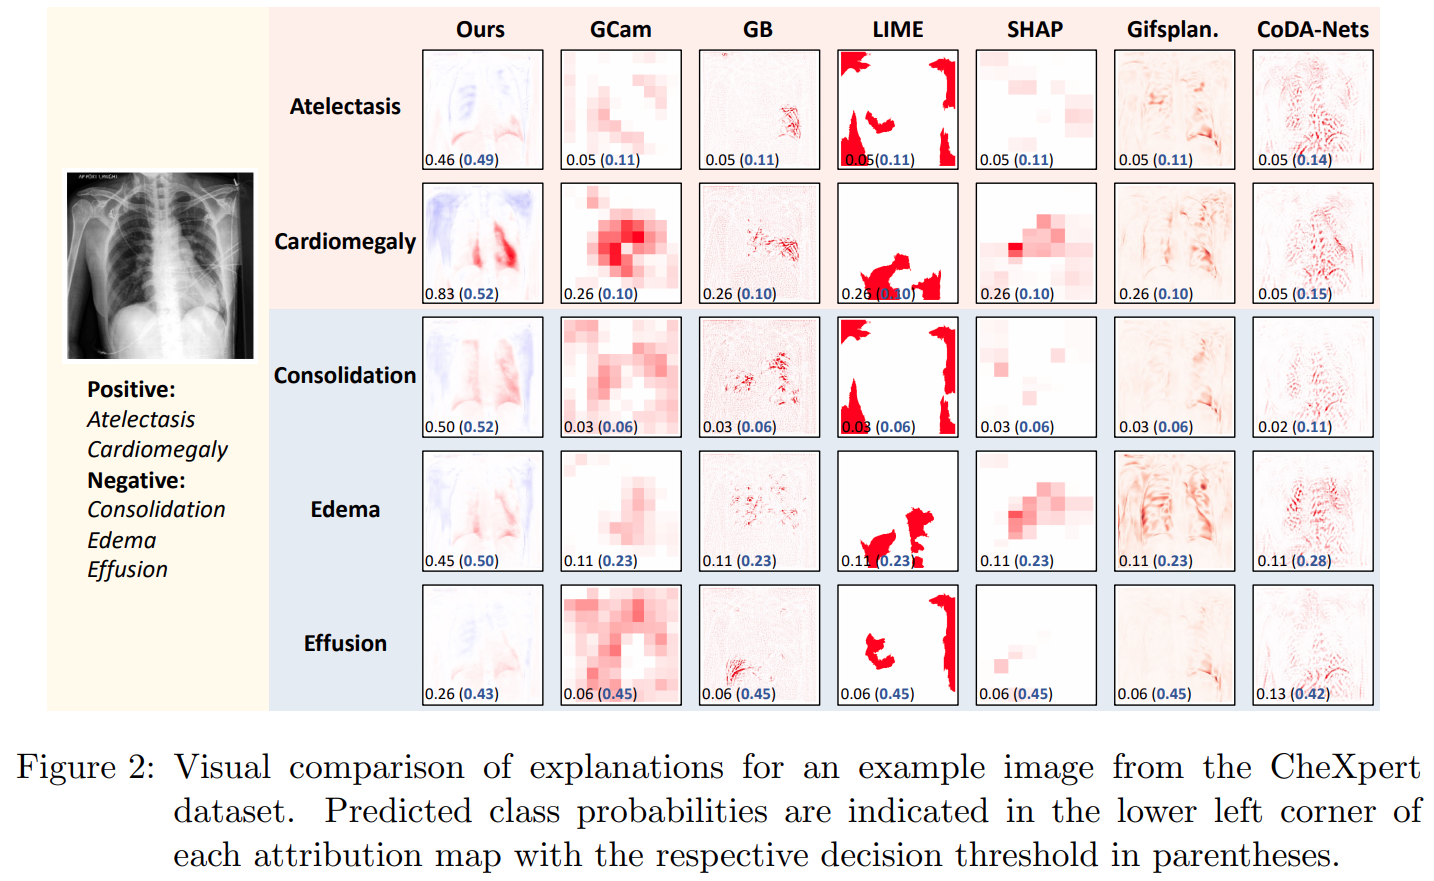 Ours GCam GB LIME SHAP Gifsplan. CoDA-Nets
Atelectasis
0.46 (0.49) 0.05 (0.11) 0.05 (0.11) 0.05(0.11) 0.05 (0.11) 0.05 (0.11) 0.05 (0.14)
Cardiomegaly
0.83 (0.52) 0.26 (0.10) 0.26 (0.10) 0.26 (0.10) 0.26 (0.10) 0.26 (0.10) 0.05 (0.15)
Consolidation
0.50 (0.52) 0.03 (0.06) 0.03 (0.06) 0.03 (0.06) 0.03 (0.06) 0.03 (0.06) 0.02 (0.11)
Edema
0.45 (0.50) 0.11 (0.23) 0.11 (0.23) 0.11 (0.23) 0.11 (0.23) 0.11 (0.23) 0.11 (0.28)
Effusion
0.26 (0.43) 0.06 (0.45) 0.06 (0.45) 0.06 (0.45) 0.06 (0.45) 0.06 (0.45) 0.13 (0.42)
Positive:
Atelectasis
Cardiomegaly
Negative:
Consolidation
Edema
Effusion
Figure 2: Visual comparison of explanations for an example image from the CheXpert
dataset. Predicted class probabilities are indicated in the lower left corner of
each attribution map with the respective decision threshold in parentheses.